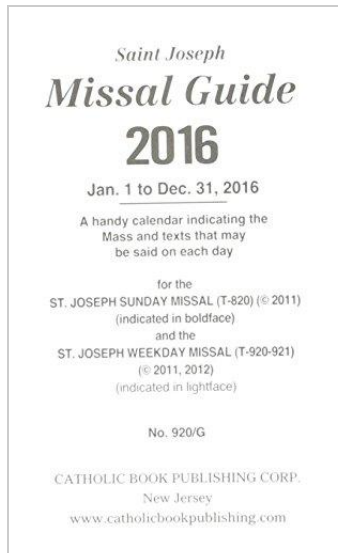 Saint Joseph
Missal Guide
2016
Jan. 1 to Dec. 31, 2016
A handy calendar indicating the
Mass and texts that may
be said on each day
for the
ST. JOSEPH SUNDAY MISSAL (T-820) (© 2011)
(indicated in boldface)
and the
ST. JOSEPH WEEKDAY MISSAL (T-920-921)
(© 2011, 2012)
(indicated in lightface)
No. 920/G
CATHOLIC BOOK PUBLISHING CORP.
New Jersey
www.catholicbookpublishing.com